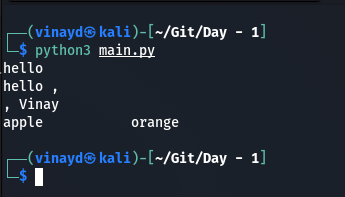 ┌──(vinayd㉿kali)-[~/Git/Day - 1]
└─$ python3 main.py
hello
hello ,
, Vinay
apple           orange
┌──(vinayd㉿kali)-[~/Git/Day - 1]
└─$